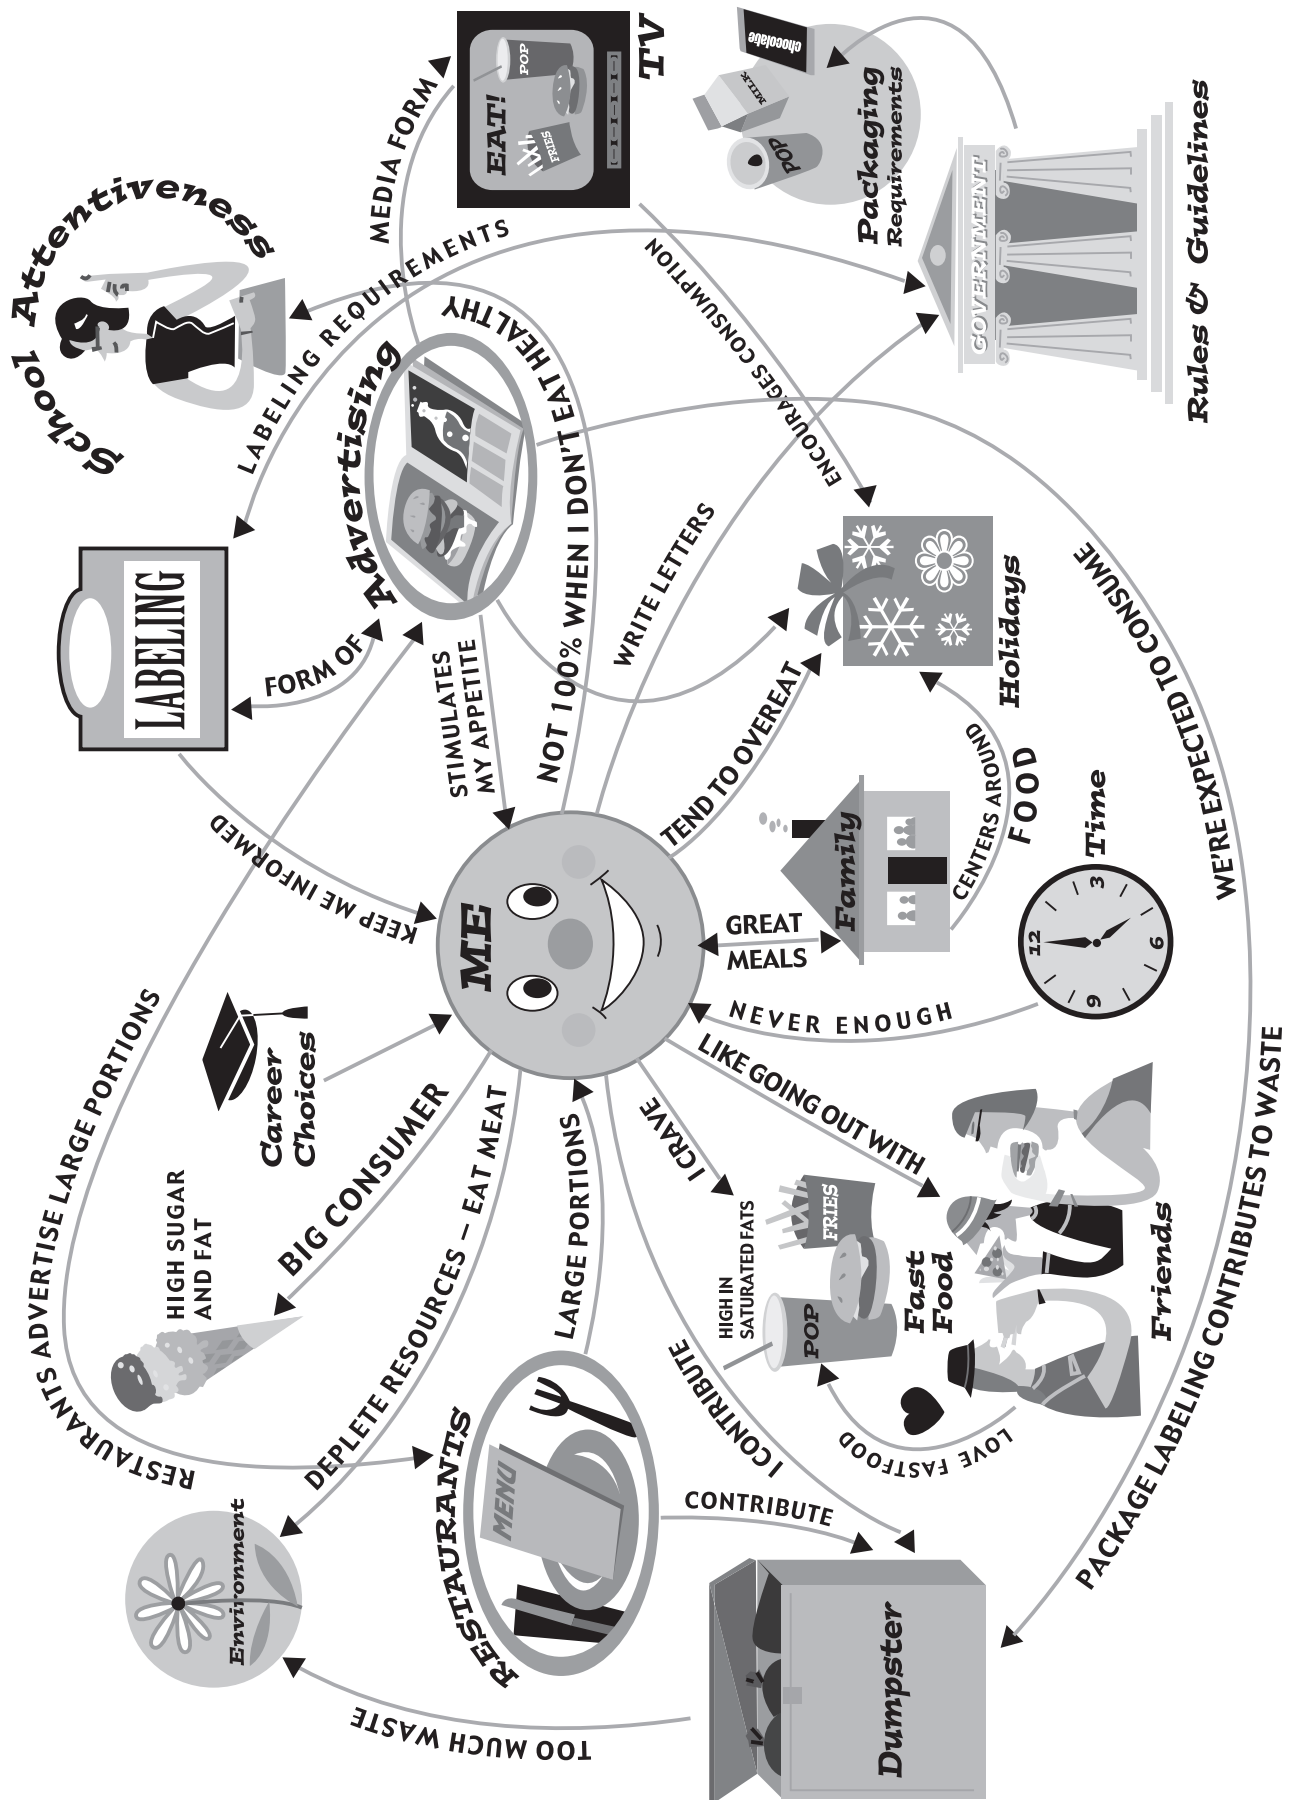 TOO MUCH WASTE
Environment
RESTAURANTS ADVERTISE LARGE PORTIONS
HIGH SUGAR
AND FAT
Career
Choices
KEEP ME INFORMED
LABELING
FORM OF
LABELING REQUIREMENTS
School Attentiveness
DEPLETE RESOURCES – EAT MEAT
BIG CONSUMER
RESTAURANTS
MENU
LARGE PORTIONS
ME
STIMULATES
MY APPETITE
Advertising
NOT 100% WHEN I DON'T EAT HEALTHY
MEDIA FORM
EAT!
FRIES
POP
TV
Dumpster
CONTRIBUTE
I CONTRIBUTE
I CRAVE
HIGH IN
SATURATED FATS
POP
FRIES
Fast
Food
LOVE FASTFOOD
LIKE GOING OUT WITH
Friends
NEVER ENOUGH
GREAT
MEALS
Family
TEND TO OVEREAT
WRITE LETTERS
ENCOURAGES CONSUMPTION
Holidays
CENTERS AROUND
FOOD
Time
12
3
6
9
POP
MILK
chocolate
Packaging
Requirements
GOVERNMENT
Rules & Guidelines
WE'RE EXPECTED TO CONSUME
PACKAGE LABELING CONTRIBUTES TO WASTE